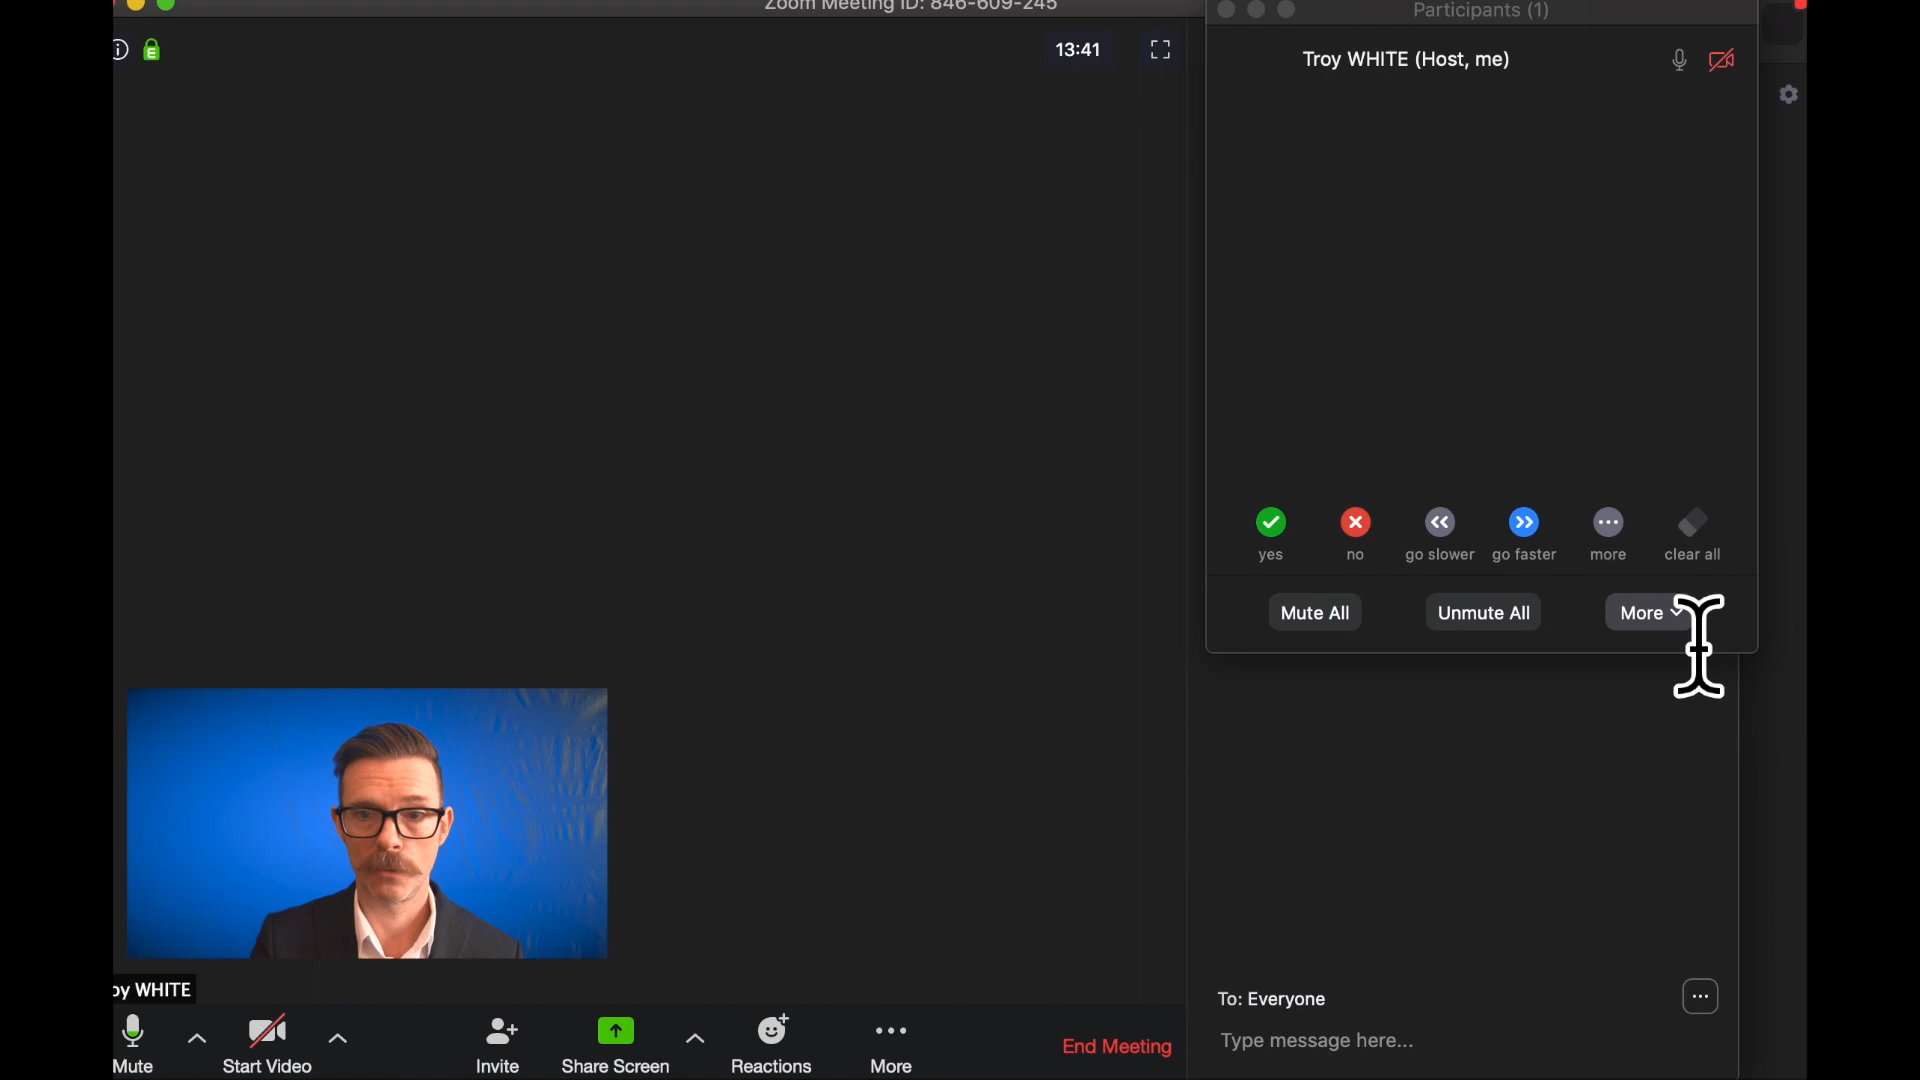 Zoom Meeting ID: 846-609-245
13:41
Participants (1)
Troy WHITE (Host, me)
yes
no
go slower
go faster
more
clear all
Mute All
Unmute All
More
oy WHITE
To: Everyone
Type message here...
Mute
Start Video
Invite
Share Screen
Reactions
More
End Meeting